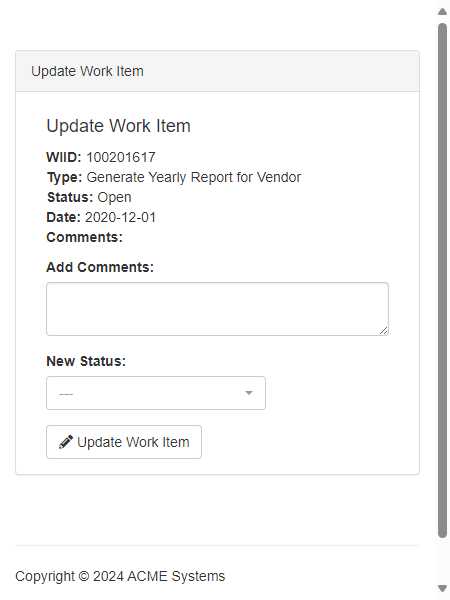 Update Work Item
Update Work Item
WIID: 100201617
Type: Generate Yearly Report for Vendor
Status: Open
Date: 2020-12-01
Comments:
Add Comments:
New Status:
---
Update Work Item
Copyright © 2024 ACME Systems